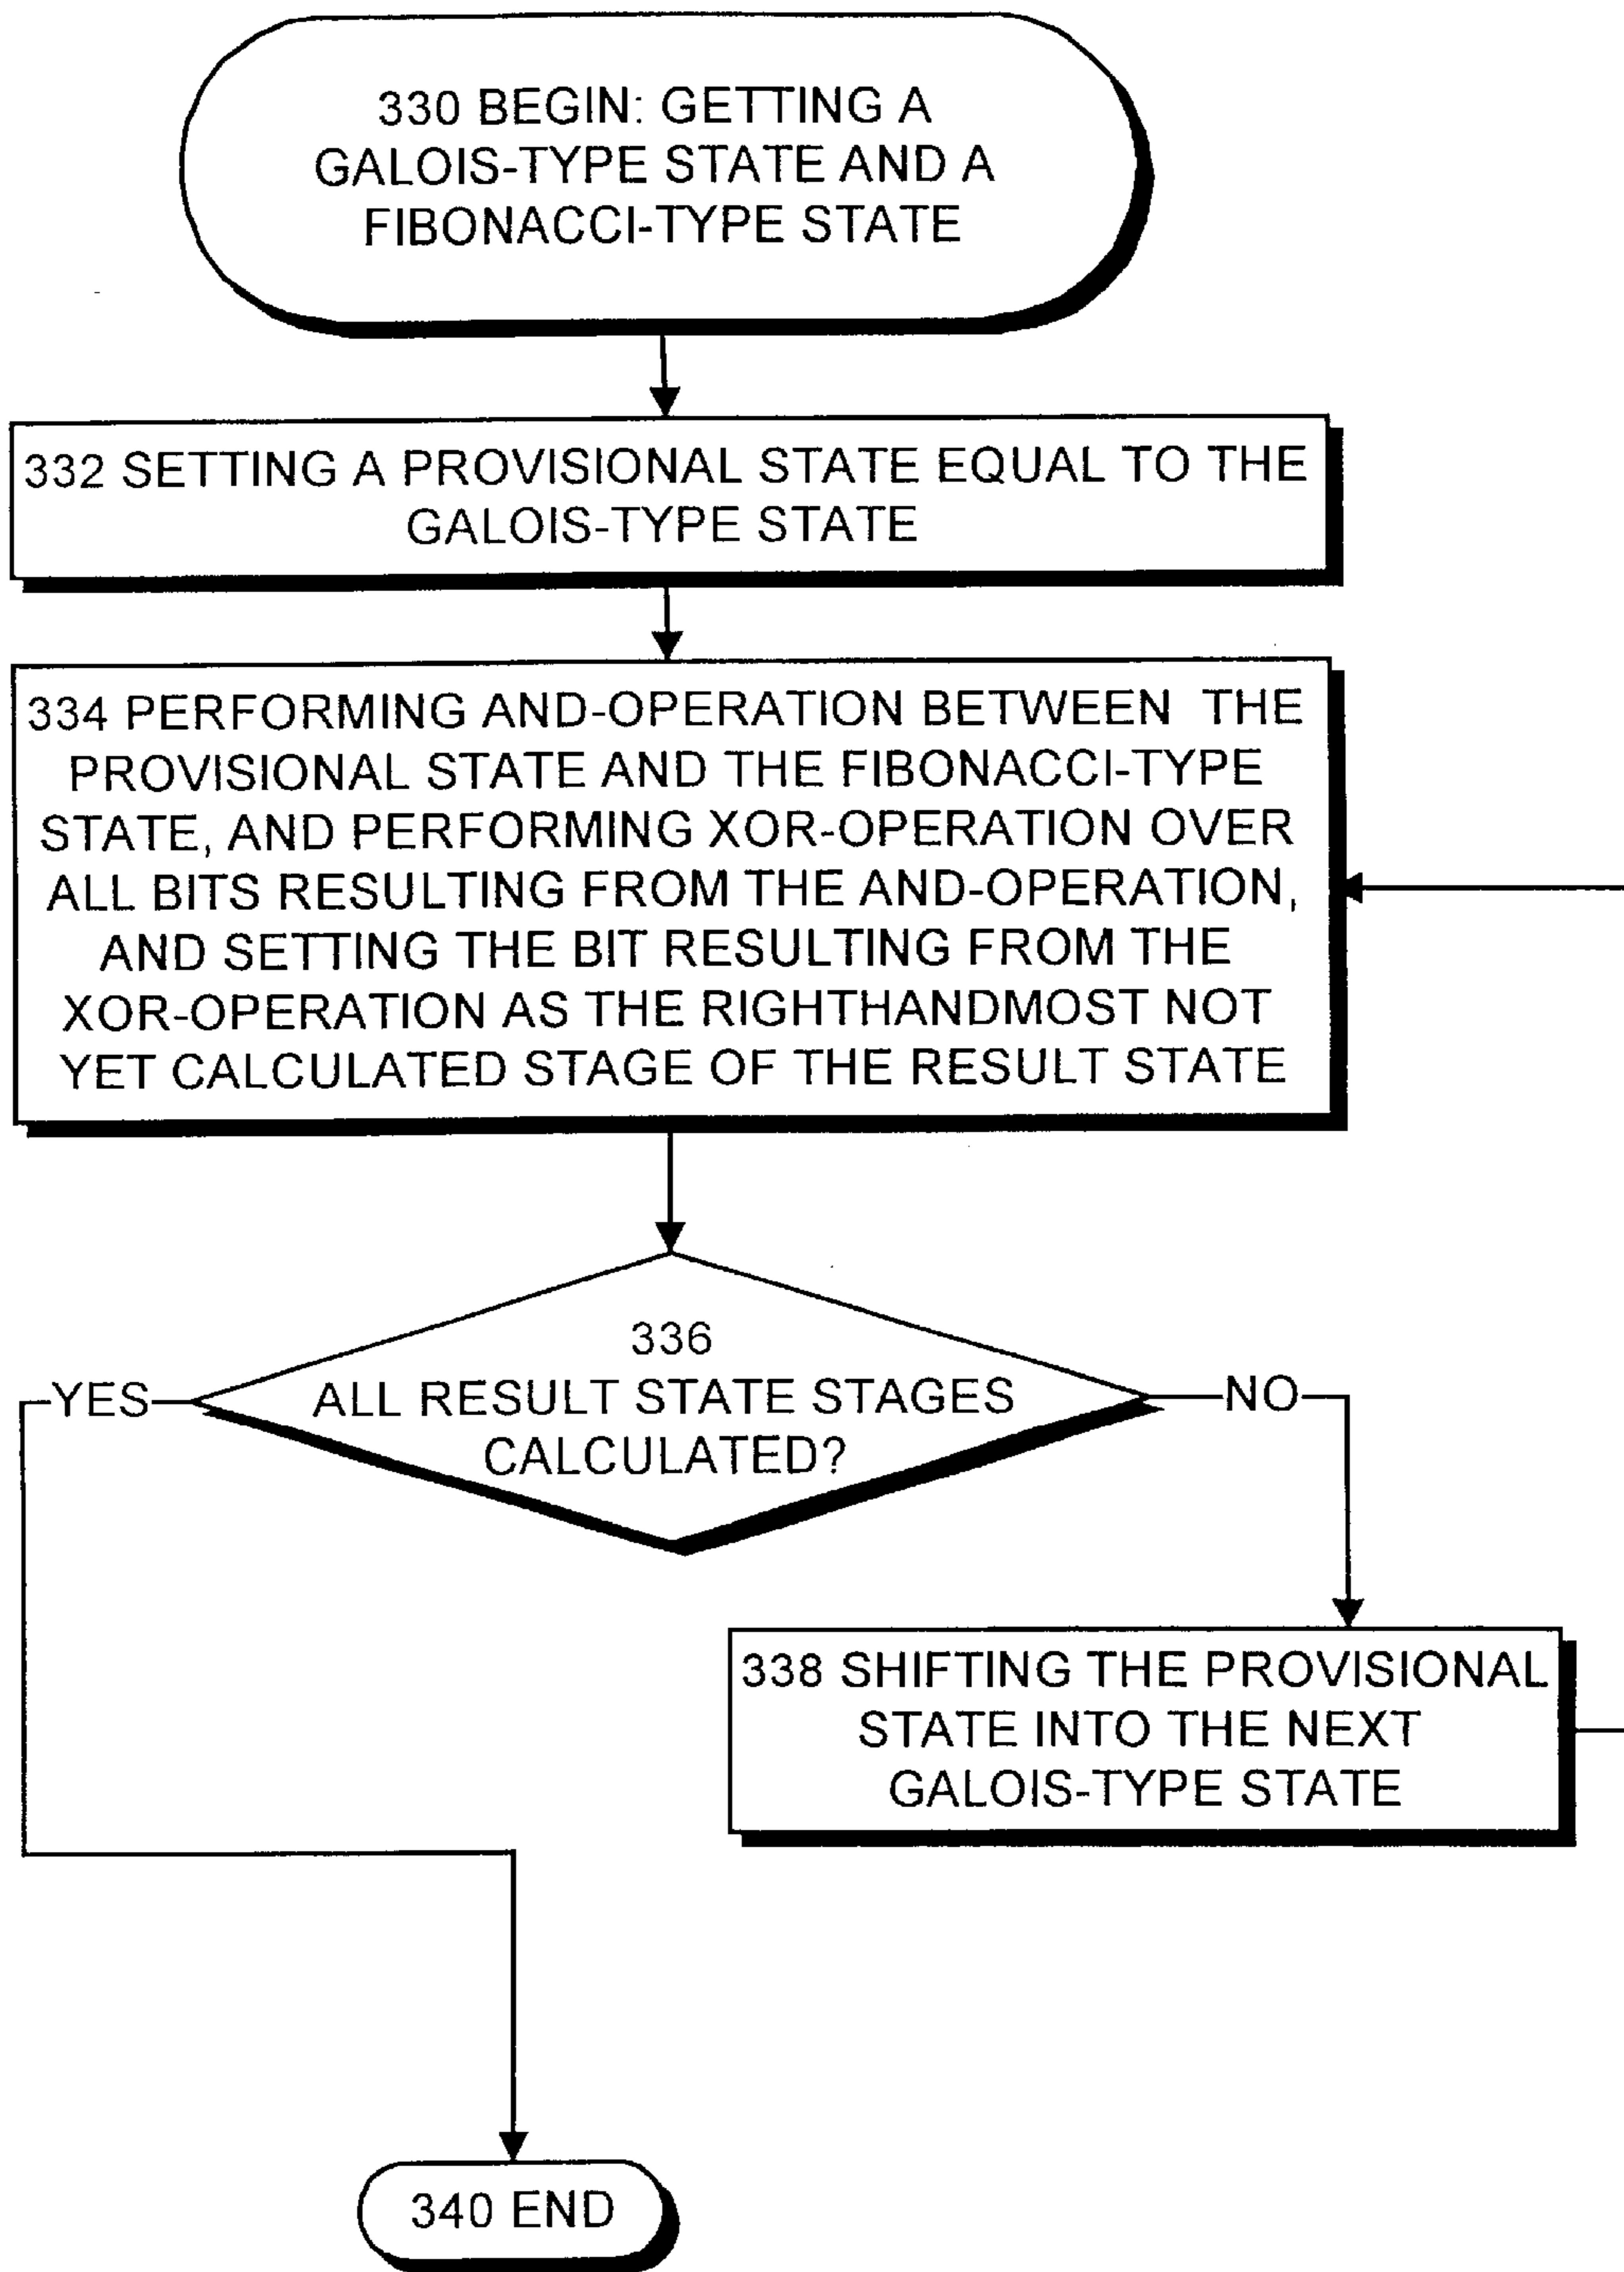 330 BEGIN: GETTING A
GALOIS-TYPE STATE AND A
FIBONACCI-TYPE STATE
332 SETTING A PROVISIONAL STATE EQUAL TO THE
GALOIS-TYPE STATE
334 PERFORMING AND-OPERATION BETWEEN THE
PROVISIONAL STATE AND THE FIBONACCI-TYPE
STATE, AND PERFORMING XOR-OPERATION OVER
ALL BITS RESULTING FROM THE AND-OPERATION,
AND SETTING THE BIT RESULTING FROM THE
XOR-OPERATION AS THE RIGHTHANDMOST NOT
YET CALCULATED STAGE OF THE RESULT STATE
336
ALL RESULT STATE STAGES
CALCULATED?
YES
NO
338 SHIFTING THE PROVISIONAL
STATE INTO THE NEXT
GALOIS-TYPE STATE
340 END